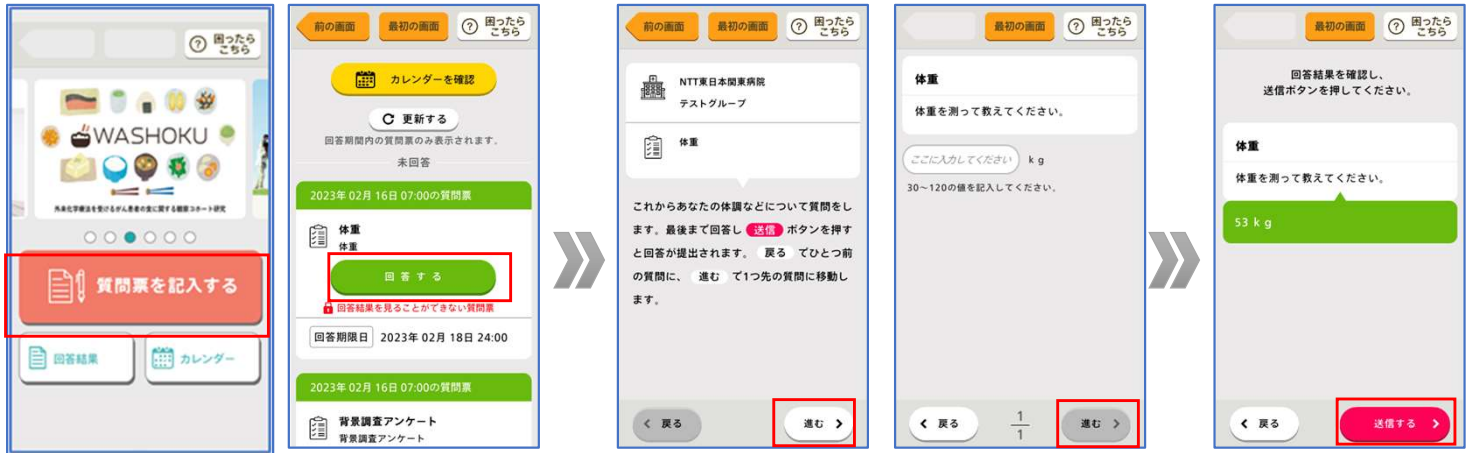 困ったら
こちら
WASHOKU
外来化学療法を受けるがん患者の食に関する観察コホート研究
質問票を記入する
回答結果
カレンダー
前の画面
最初の画面
困ったら
こちら
カレンダーを確認
更新する
回答期間内の質問票のみ表示されます。
未回答
2023年 02月 16日 07:00の質問票
体重
体重
回答する
回答結果を見ることができない質問票
回答期限日 2023年 02月 18日 24:00
2023年 02月 16日 07:00の質問票
背景調査アンケート
背景調査アンケート
前の画面
最初の画面
困ったら
こちら
NTT東日本関東病院
テストグループ
体重
これからあなたの体調などについて質問をし
ます。最後まで回答し 送信 ボタンを押す
と回答が提出されます。 戻る でひとつ前
の質問に、 進む で1つ先の質問に移動し
ます。
戻る
進む
最初の画面
困ったら
こちら
体重
体重を測って教えてください。
ここに入力してください kg
30～120の値を記入してください。
戻る
1
1
進む
最初の画面
困ったら
こちら
回答結果を確認し、
送信ボタンを押してください。
体重
体重を測って教えてください。
53 kg
戻る
送信する